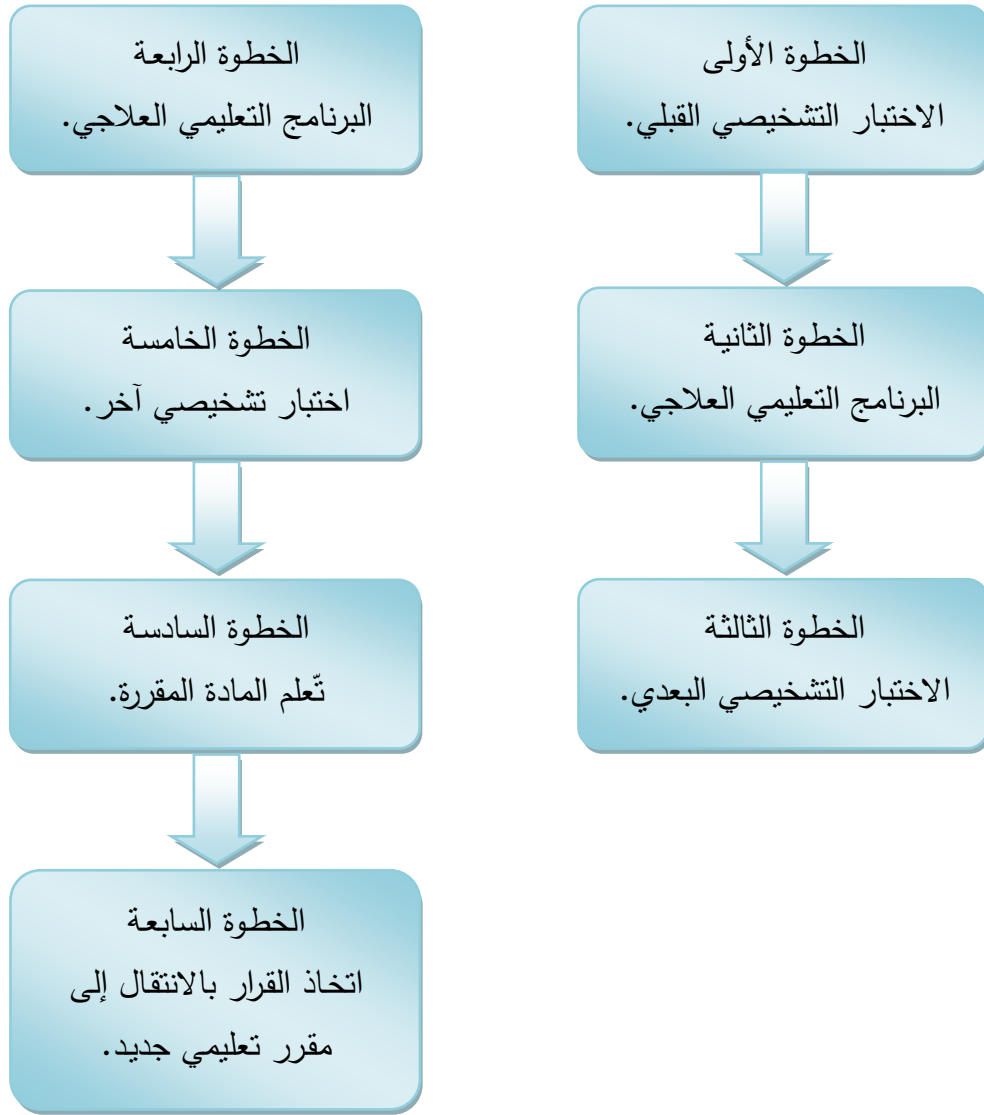 الخطوة الأولى
الاختبار التشخيصي القبلي.
الخطوة الثانية
البرنامج التعليمي العلاجي.
الخطوة الثالثة
الاختبار التشخيصي البعدي.
الخطوة الرابعة
البرنامج التعليمي العلاجي.
الخطوة الخامسة
اختبار تشخيصي آخر.
الخطوة السادسة
تّعلم المادة المقررة.
الخطوة السابعة
اتخاذ القرار بالانتقال إلى
مقرر تعليمي جديد.